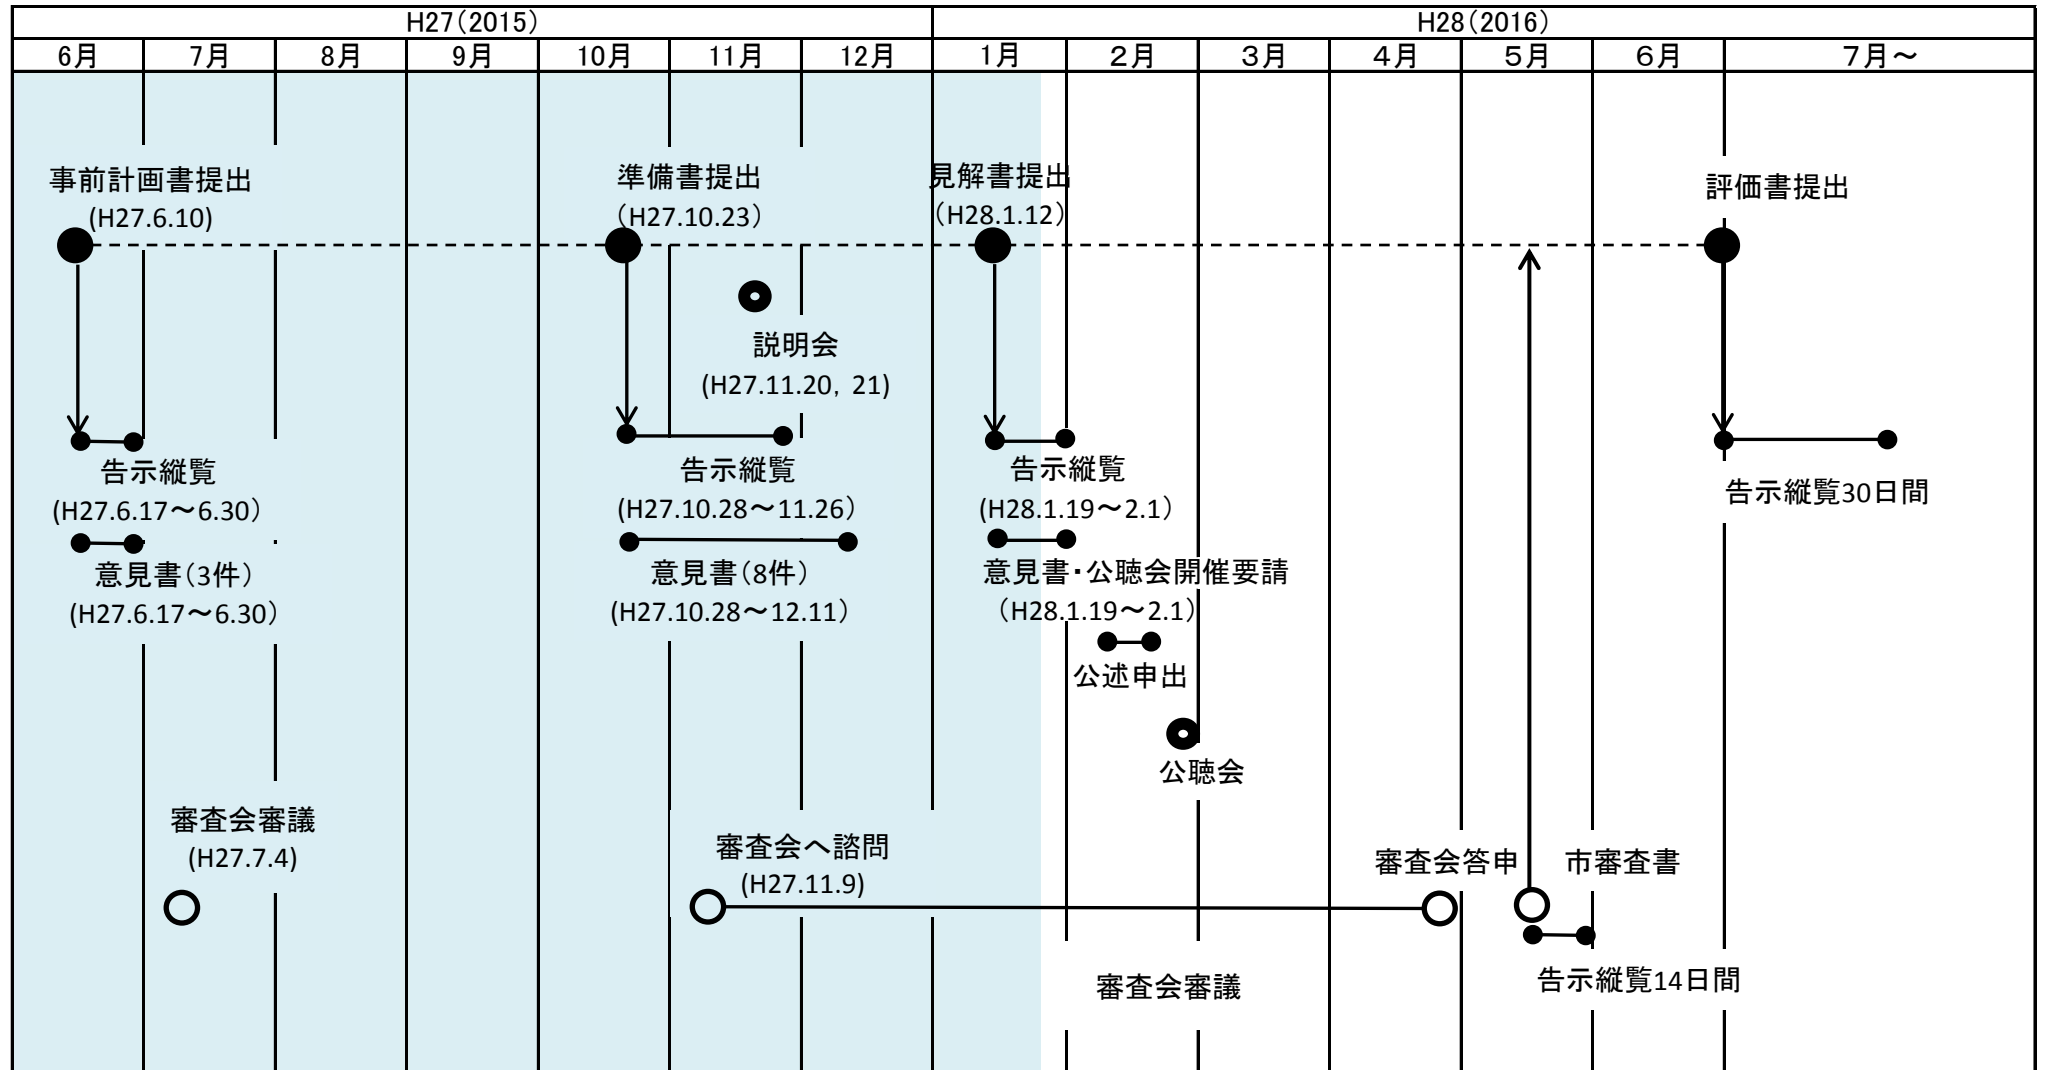 H27(2015)
H28(2016)
6月
7月
8月
9月
10月
11月
12月
1月
2月
3月
4月
5月
6月
7月～
事前計画書提出
(H27.6.10)
準備書提出
（H27.10.23）
見解書提出
（H28.1.12）
評価書提出
説明会
(H27.11.20，21)
告示縦覧
(H27.6.17～6.30）
告示縦覧
(H27.10.28～11.26）
告示縦覧
(H28.1.19～2.1）
告示縦覧30日間
意見書（3件）
(H27.6.17～6.30）
意見書（8件）
(H27.10.28～12.11）
意見書・公聴会開催要請
（H28.1.19～2.1）
公述申出
公聴会
審査会審議
(H27.7.4)
審査会へ諮問
(H27.11.9)
審査会答申
市審査書
審査会審議
告示縦覧14日間